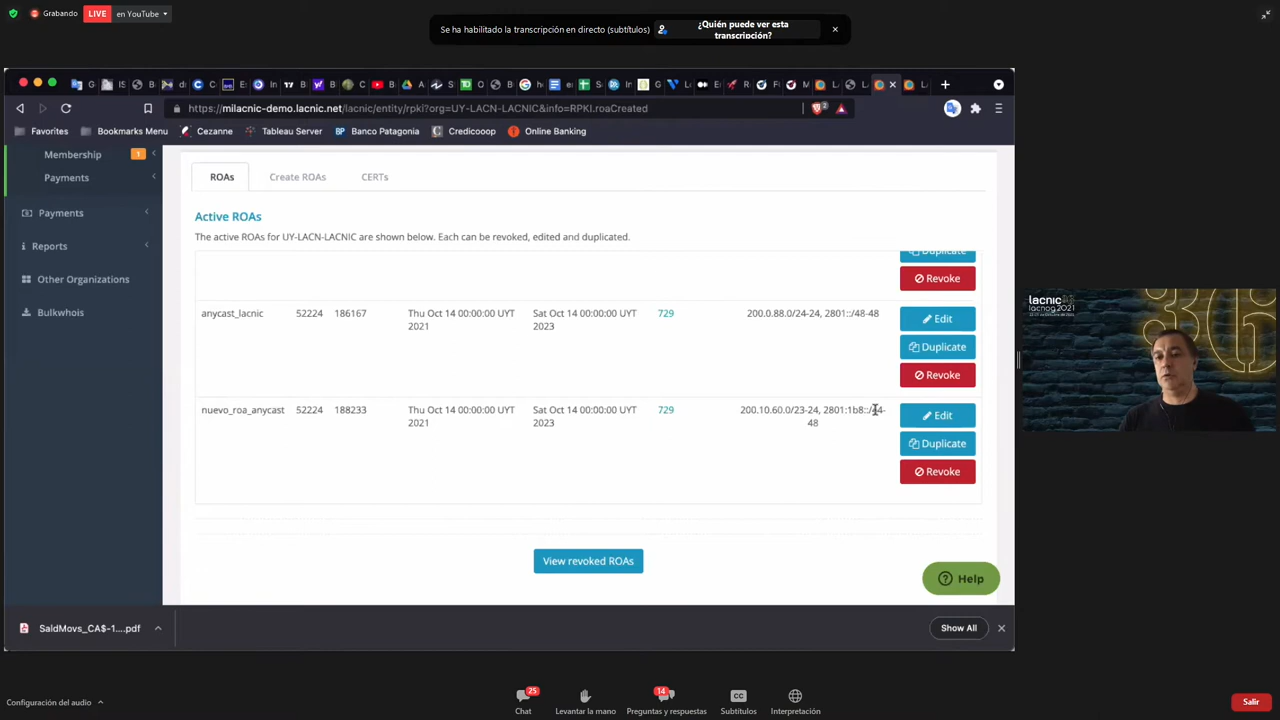 Grabando
LIVE
en YouTube
Se ha habilitado la transcripción en directo (subtítulos)
¿Quién puede ver esta
transcripción?
https://milacnic-demo.lacnic.net/lacnic/entity/rpki?org=UY-LACN-LACNIC&info=RPKI.roaCreated
2
Favorites
Bookmarks Menu
Cezanne
Tableau Server
Banco Patagonia
Credicooop
Online Banking
Membership
1
Payments
Payments
Reports
Other Organizations
Bulkwhois
ROAs
Create ROAs
CERTs
Active ROAs
The active ROAs for UY-LACN-LACNIC are shown below. Each can be revoked, edited and duplicated.
Duplicate
Revoke
anycast_lacnic 52224 186167 Thu Oct 14 00:00:00 UYT Sat Oct 14 00:00:00 UYT 729 200.0.88.0/24-24, 2801::/48-48 Edit
2021 2023
Duplicate
Revoke
nuevo_roa_anycast 52224 188233 Thu Oct 14 00:00:00 UYT Sat Oct 14 00:00:00 UYT 729 200.10.60.0/23-24, 2801:1b8::/ Edit
2021 2023 48
Duplicate
Revoke
View revoked ROAs
Help
SaldMovs_CA$-1....pdf
Show All
lacnic
lacnog 2021
36
Configuración del audio
25
Chat
Levantar la mano
14
Preguntas y respuestas
Subtítulos
Interpretación
Salir